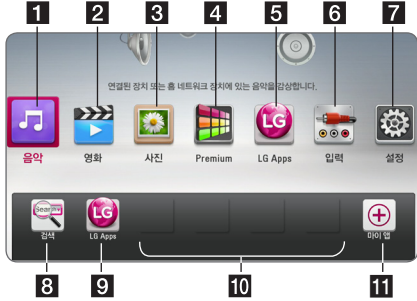 1 2 3 4 5 6 7
연결된 장치 또는 홈 네트워크 장치에 있는 음악을 감상합니다.
LG
음악 영화 사진 Premium LG Apps 입력 설정
Search LG
검색 LG Apps 마이 앱
8 9 10 11